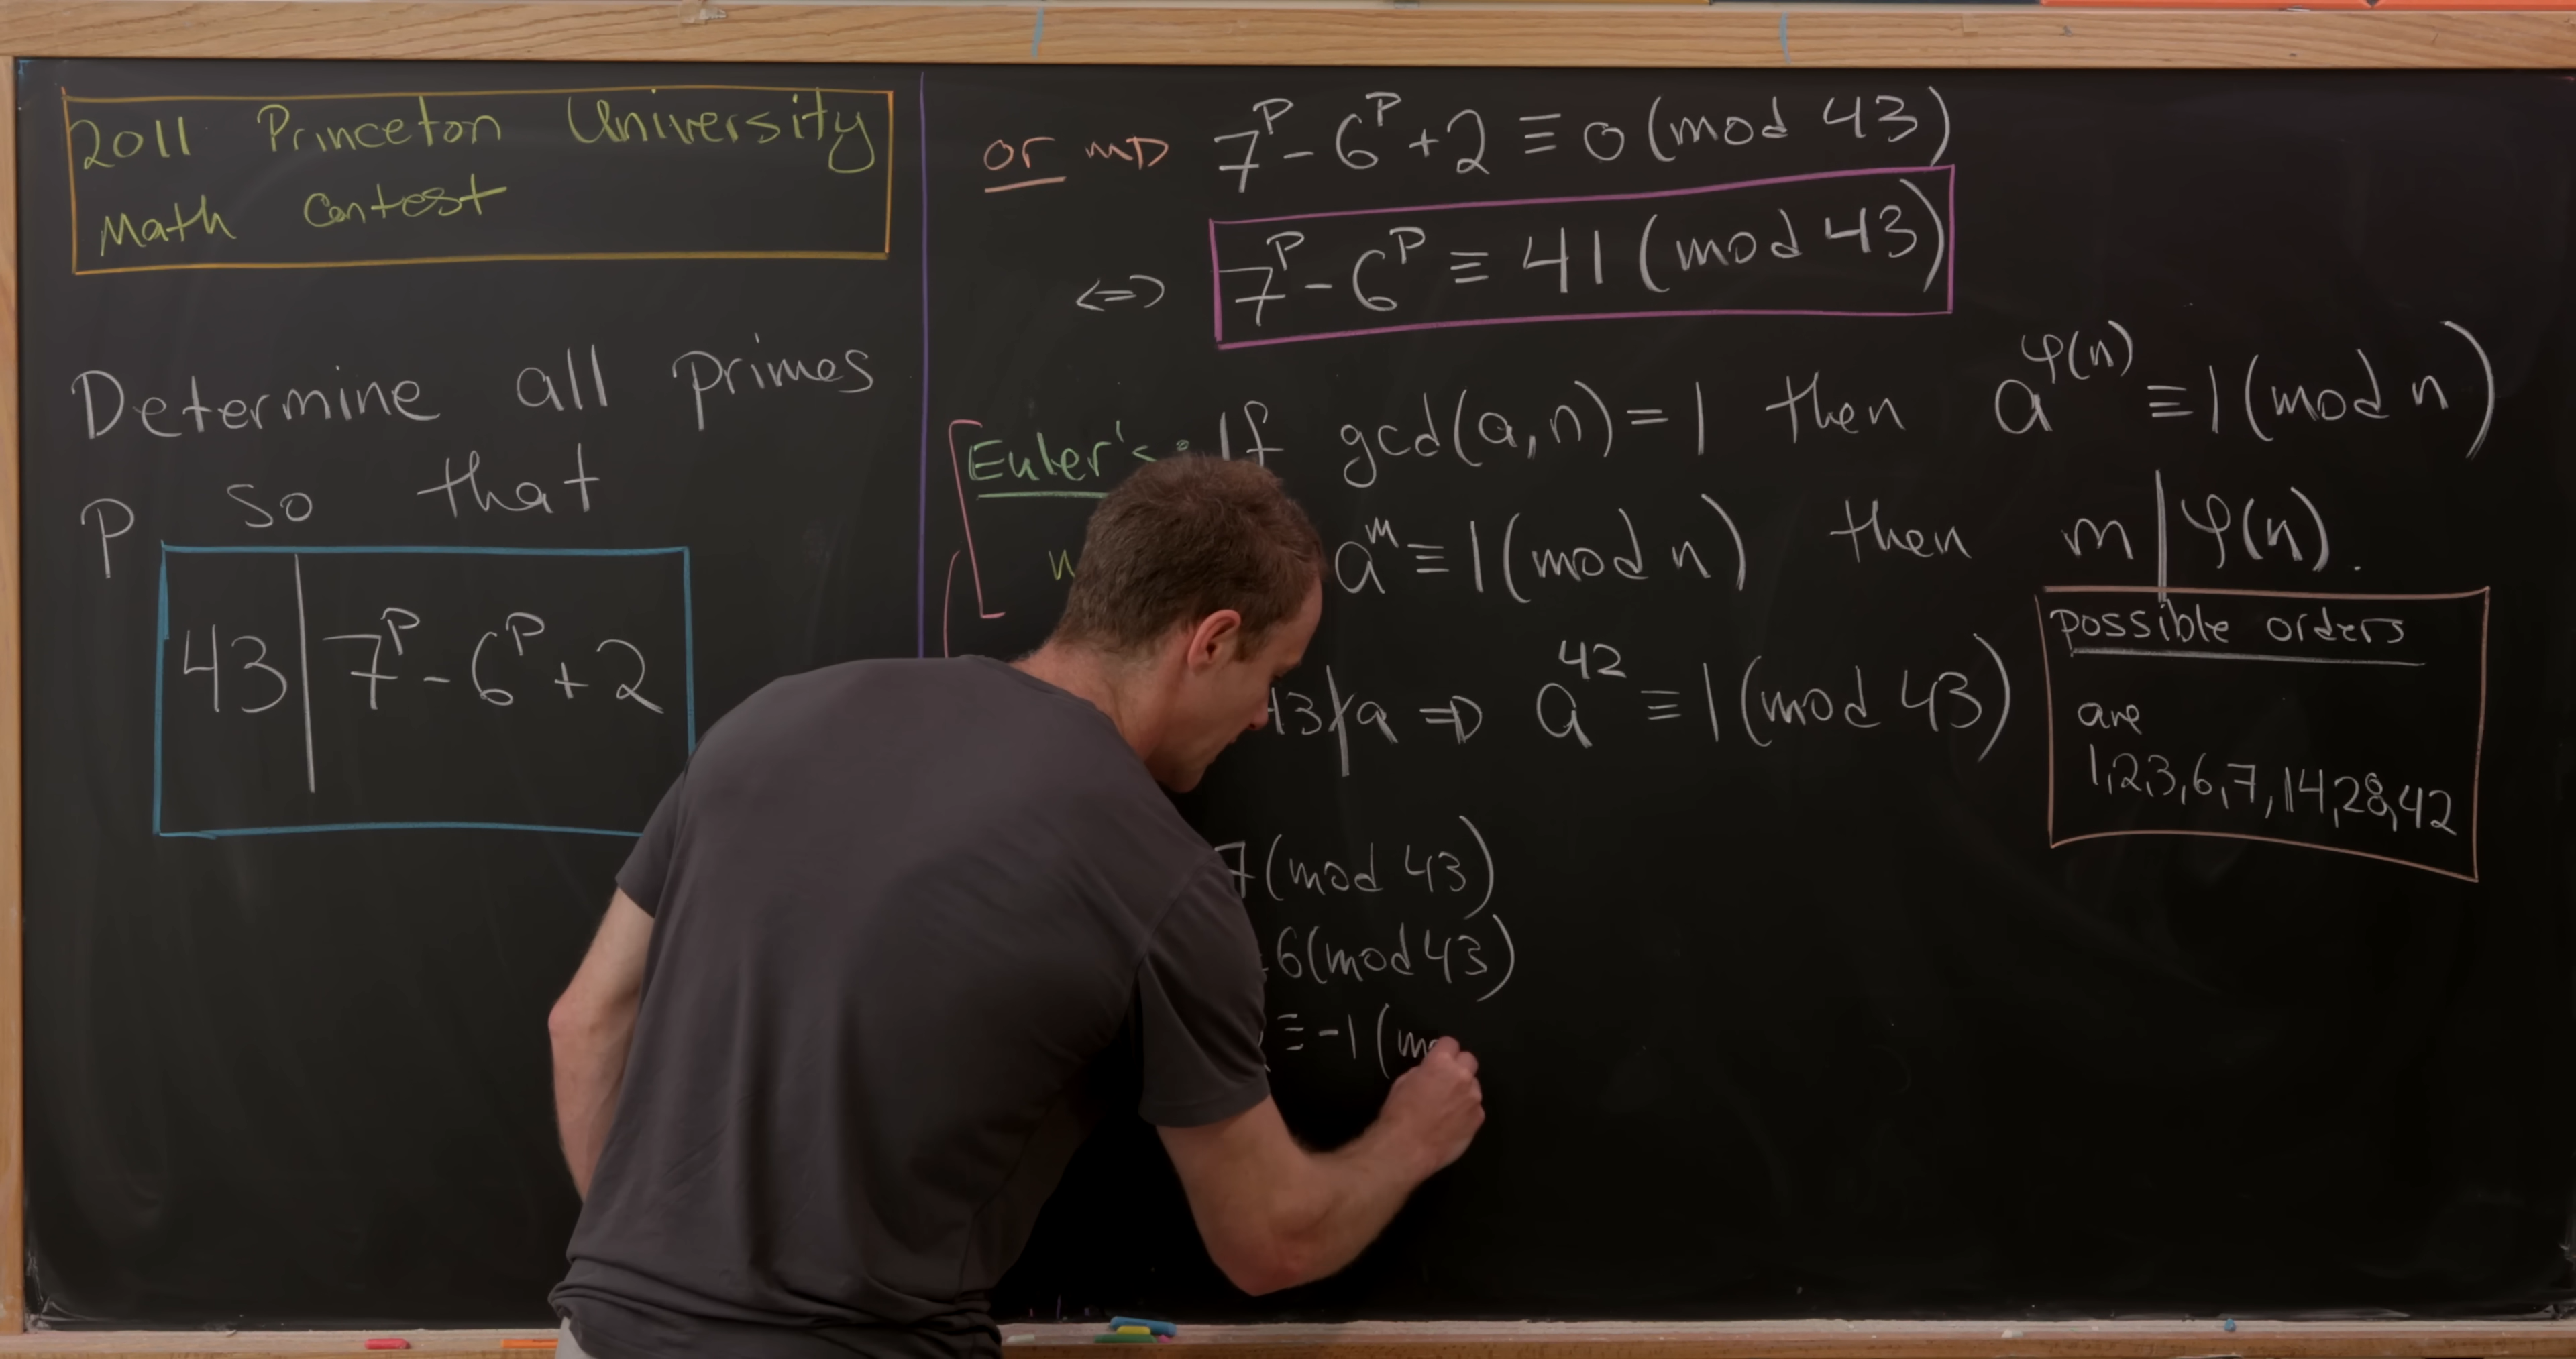 2011 Princeton University
Math Contest
Determine all primes
P so that
43 | 7^P - 6^P + 2
or ⇝ 7^P - 6^P + 2 ≡ 0 (mod 43)
⟺ 7^P - 6^P ≡ 41 (mod 43)
Euler's: If gcd(a,n)=1 then a^φ(n) ≡ 1 (mod n)
a^m ≡ 1 (mod n) then m | φ(n).
43∤a ⇒ a^42 ≡ 1 (mod 43)
possible orders
are
1,2,3,6,7,14,28,42
7 (mod 43)
6 (mod 43)
≡ -1 (mo